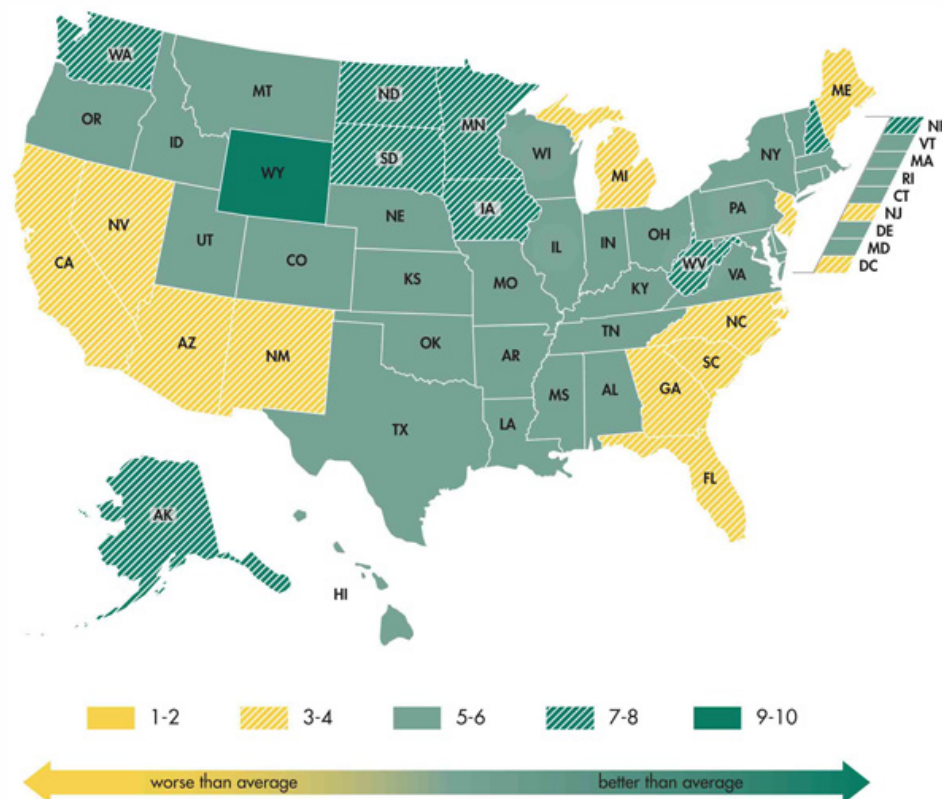 WA
MT
ND
MN
ME
OR
ID
SD
WI
NY
WY
MI
VT
MA
RI
CT
NJ
DE
MD
DC
NV
NE
IA
PA
UT
CO
IL
IN
OH
WV
CA
KS
MO
KY
VA
AZ
NM
OK
AR
TN
NC
SC
TX
LA
MS
AL
GA
FL
AK
HI
1-2
3-4
5-6
7-8
9-10
worse than average
better than average